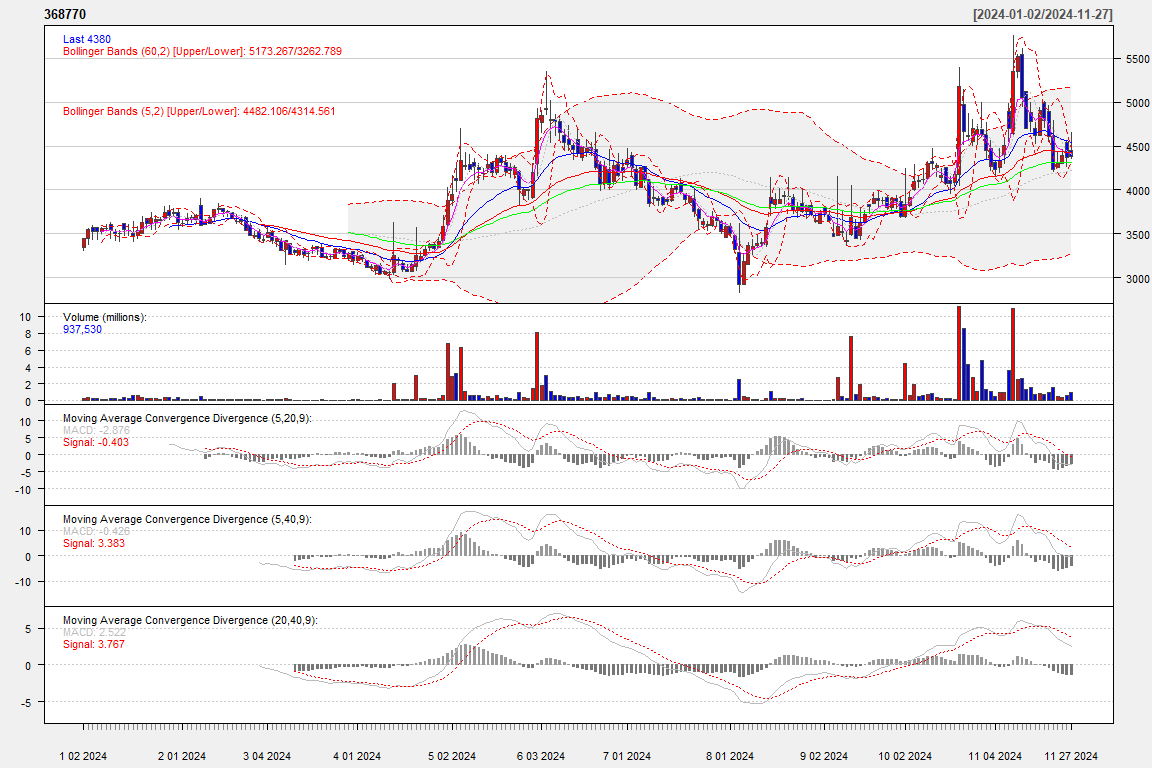 368770 [2024-01-02/2024-11-27]
Last 4380
Bollinger Bands (60,2) [Upper/Lower]: 5173.267/3262.789
Bollinger Bands (5,2) [Upper/Lower]: 4482.106/4314.561
5500
5000
4500
4000
3500
3000
Volume (millions):
937,530
10
8
6
4
2
0
Moving Average Convergence Divergence (5,20,9):
MACD: -2.876
Signal: -0.403
10
5
0
-5
-10
Moving Average Convergence Divergence (5,40,9):
MACD: -0.426
Signal: 3.383
10
0
-10
Moving Average Convergence Divergence (20,40,9):
MACD: 2.522
Signal: 3.767
5
0
-5
1 02 2024 2 01 2024 3 04 2024 4 01 2024 5 02 2024 6 03 2024 7 01 2024 8 01 2024 9 02 2024 10 02 2024 11 04 2024 11 27 2024